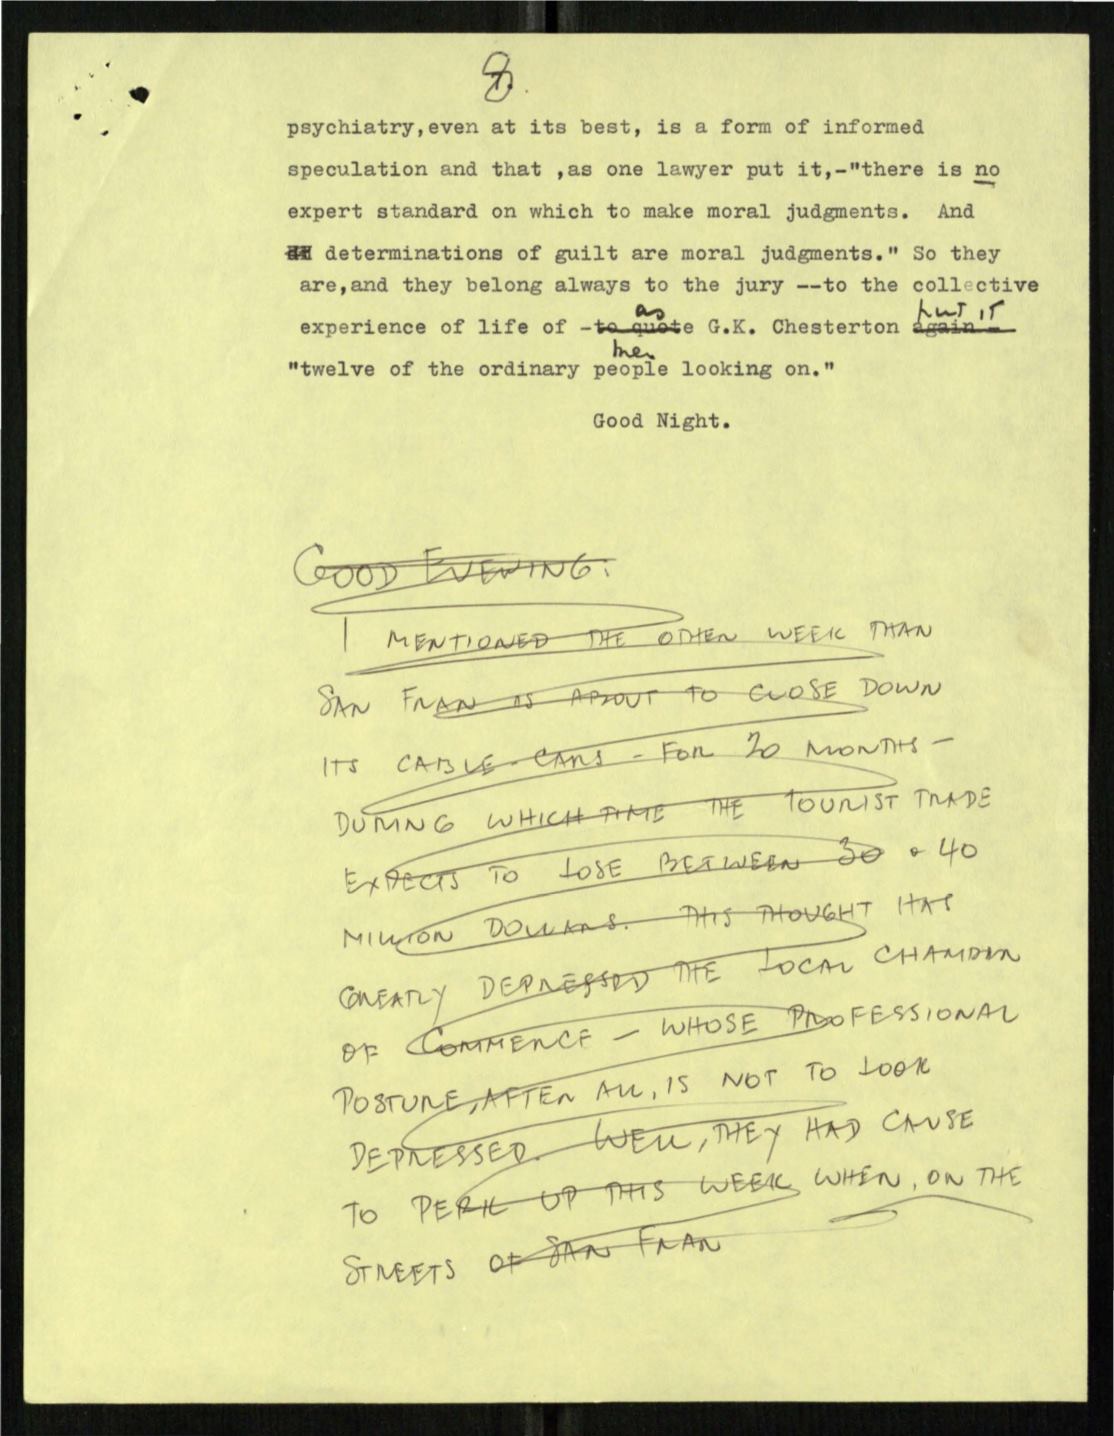 8.
psychiatry,even at its best, is a form of informed
speculation and that ,as one lawyer put it,-"there is no
expert standard on which to make moral judgments. And
determinations of guilt are moral judgments." So they
are,and they belong always to the jury --to the collective
as put it
experience of life of -to quote G.K. Chesterton again -
men
"twelve of the ordinary people looking on."
Good Night.
GOOD EVENING:
I MENTIONED THE OTHER WEEK THAN
SAN FRAN IS ABOUT TO CLOSE DOWN
ITS CABLE-CARS - FOR 20 MONTHS -
DURING WHICH TIME THE TOURIST TRADE
EXPECTS TO LOSE BETWEEN 30 & 40
MILLION DOLLARS. THIS THOUGHT HAS
GREATLY DEPRESSED THE LOCAL CHAMBER
OF COMMERCE - WHOSE PROFESSIONAL
POSTURE, AFTER ALL, IS NOT TO LOOK
DEPRESSED. WELL, THEY HAD CAUSE
TO PERK UP THIS WEEK WHEN, ON THE
STREETS OF SAN FRAN